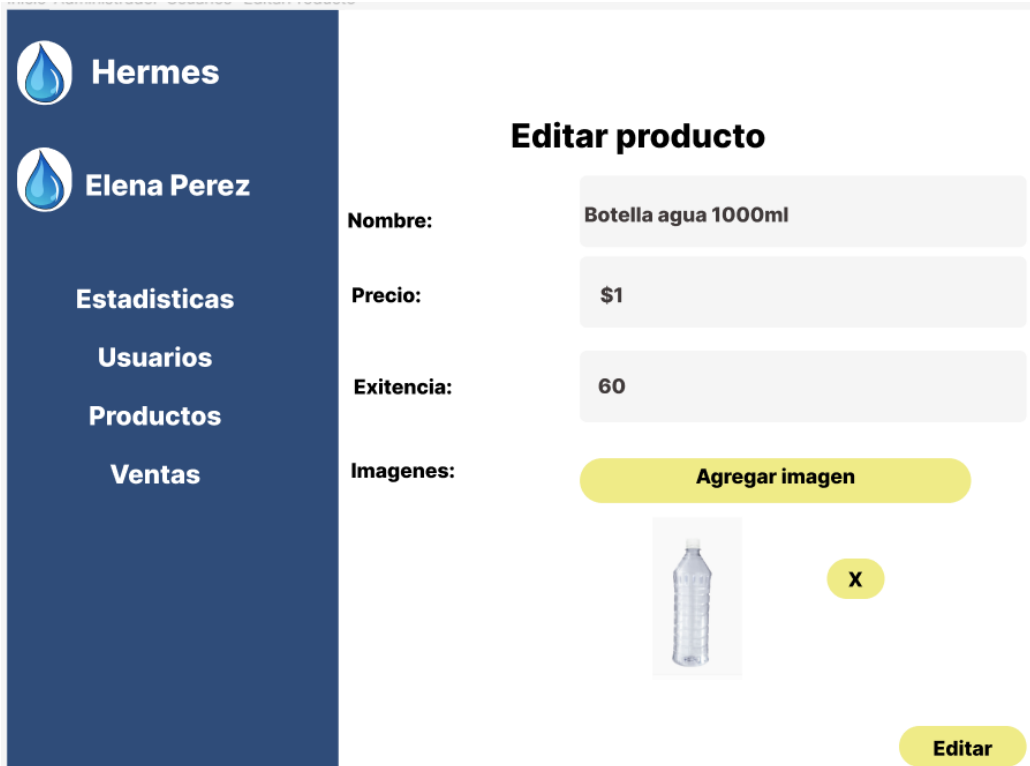 Hermes
Elena Perez
Estadisticas
Usuarios
Productos
Ventas
Editar producto
Nombre:
Botella agua 1000ml
Precio:
$1
Exitencia:
60
Imagenes:
Agregar imagen
X
Editar